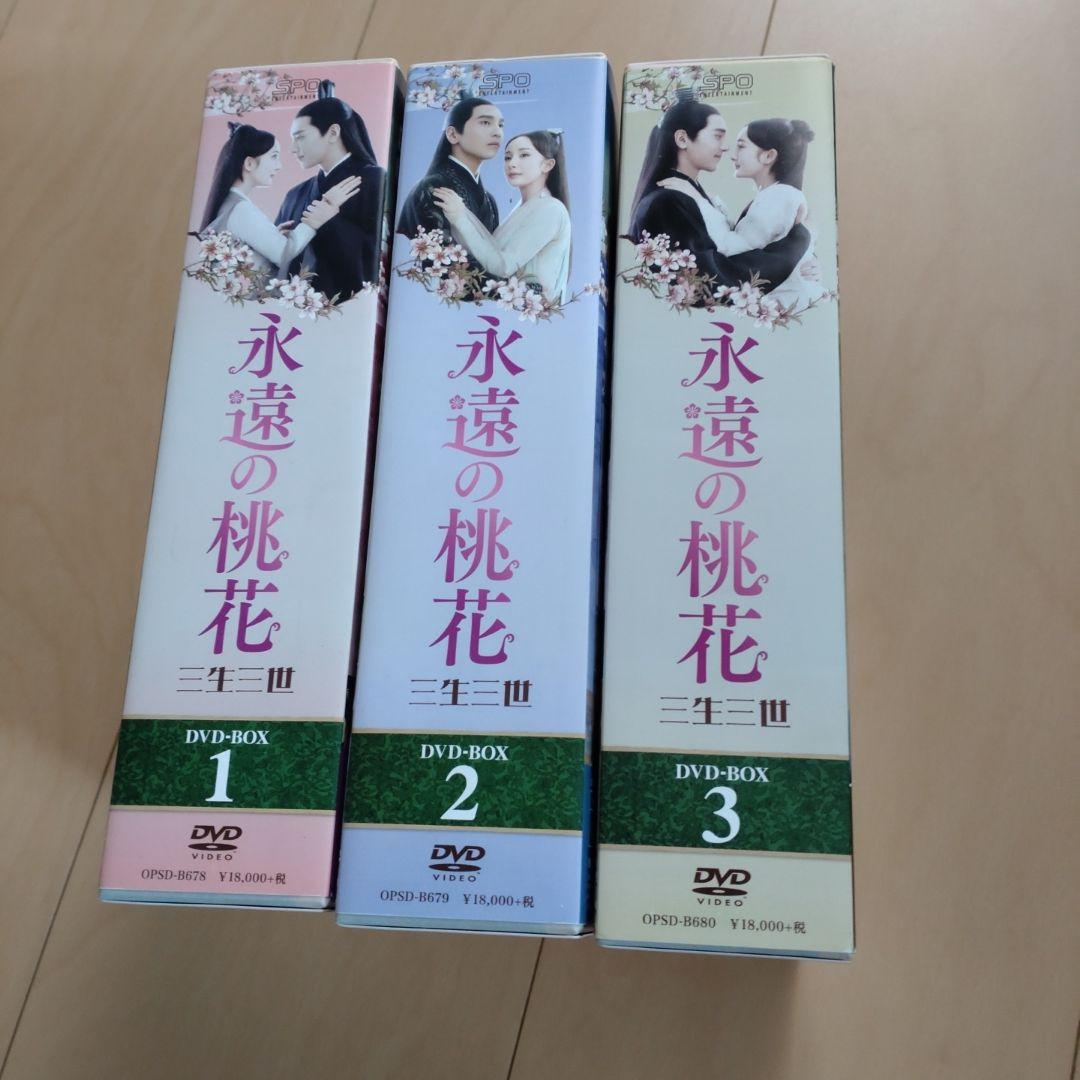 SPO
ENTERTAINMENT
永遠の桃花
三生三世
DVD-BOX
1
DVD
VIDEO
OPSD-B678 ¥18,000+税
SPO
ENTERTAINMENT
永遠の桃花
三生三世
DVD-BOX
2
DVD
VIDEO
OPSD-B679 ¥18,000+税
SPO
ENTERTAINMENT
永遠の桃花
三生三世
DVD-BOX
3
DVD
VIDEO
OPSD-B680 ¥18,000+税